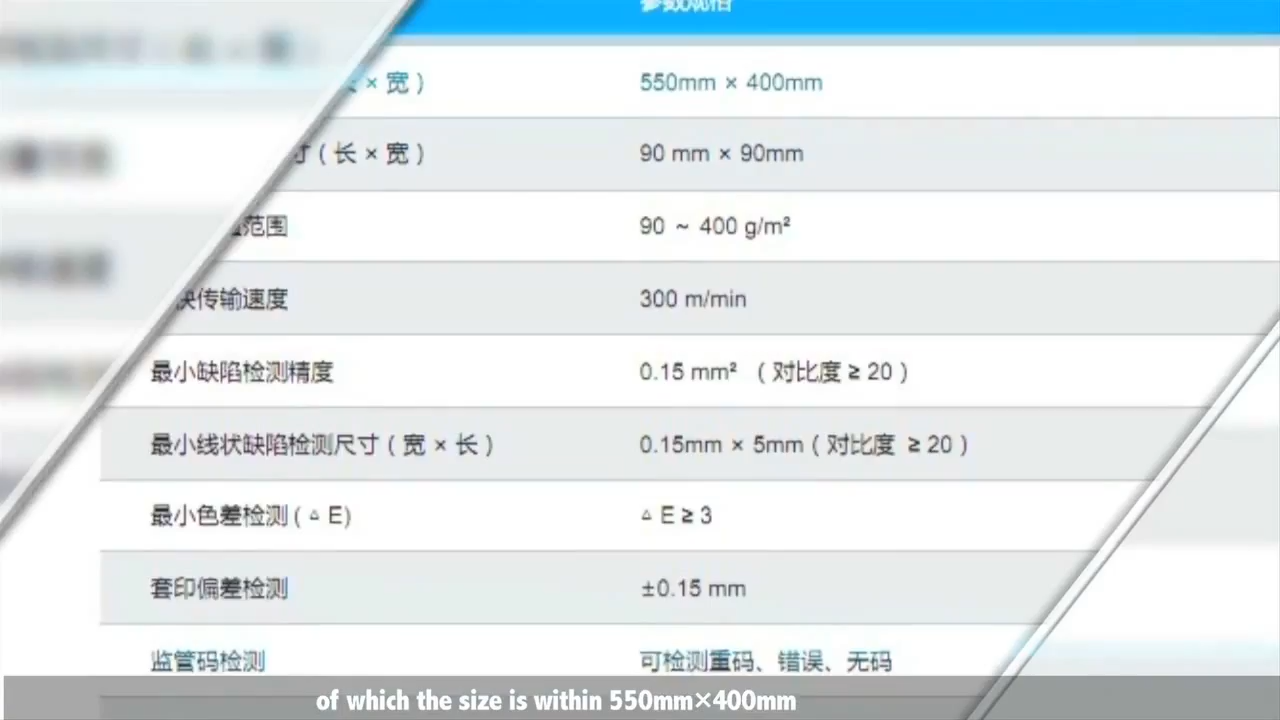 × 宽 ) 550mm × 400mm
( 长 × 宽 ) 90 mm × 90mm
范围 90 ~ 400 g/m²
传输速度 300 m/min
最小缺陷检测精度 0.15 mm² ( 对比度 ≥ 20 )
最小线状缺陷检测尺寸 ( 宽 × 长 ) 0.15mm × 5mm ( 对比度 ≥ 20 )
最小色差检测 ( △ E) △ E ≥ 3
套印偏差检测 ±0.15 mm
监管码检测 可检测重码、错误、无码
of which the size is within 550mm×400mm